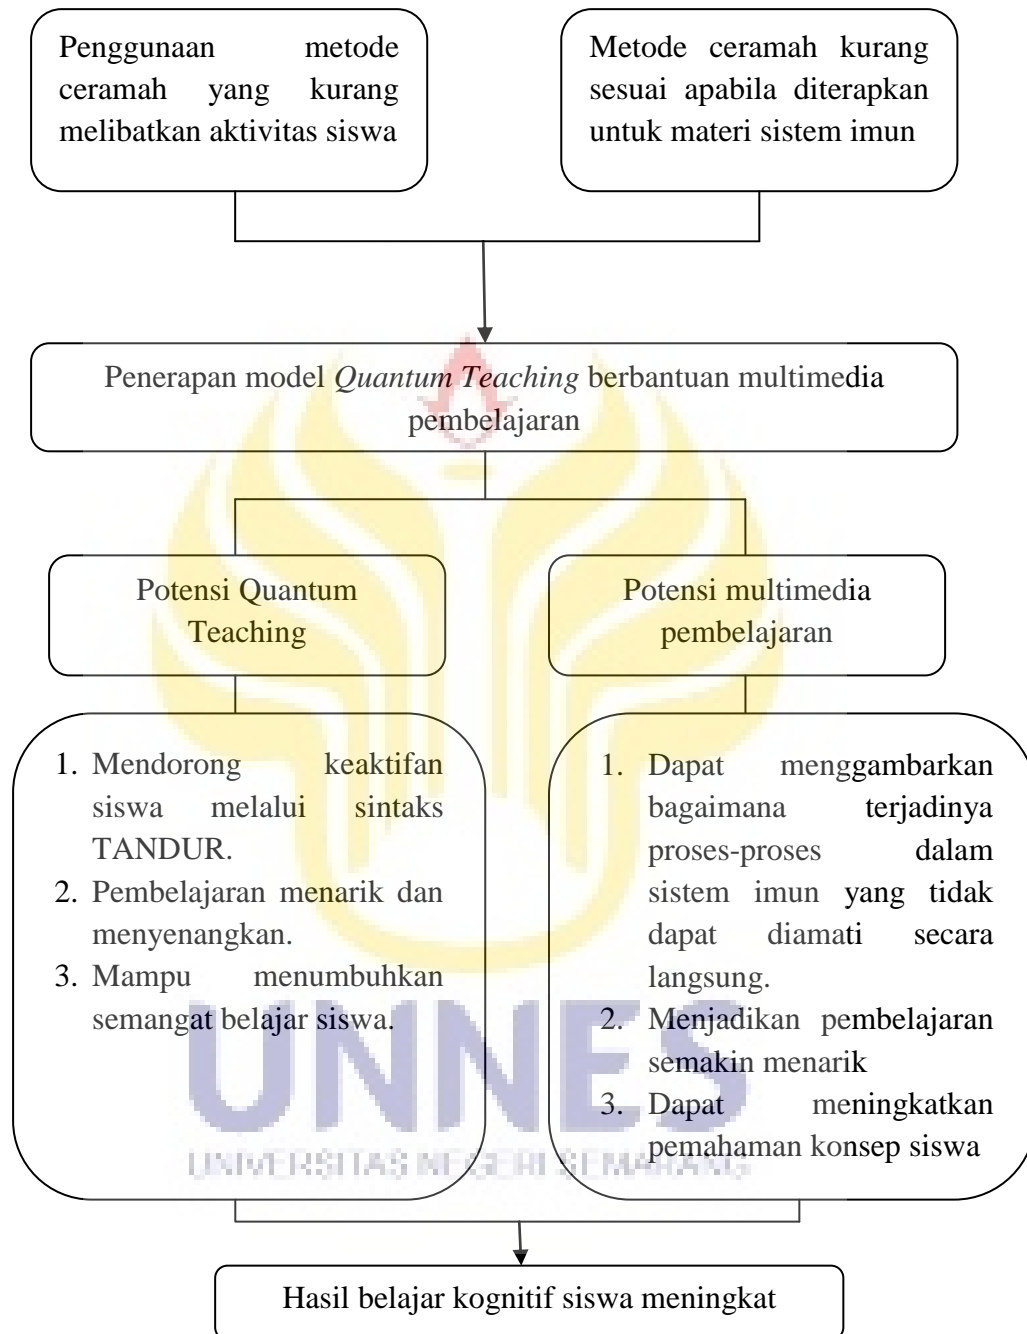 Penggunaan metode
ceramah yang kurang
melibatkan aktivitas siswa
Metode ceramah kurang
sesuai apabila diterapkan
untuk materi sistem imun
Penerapan model Quantum Teaching berbantuan multimedia
pembelajaran
Potensi Quantum
Teaching
Potensi multimedia
pembelajaran
1. Mendorong keaktifan
siswa melalui sintaks
TANDUR.
2. Pembelajaran menarik dan
menyenangkan.
3. Mampu menumbuhkan
semangat belajar siswa.
1. Dapat menggambarkan
bagaimana terjadinya
proses-proses dalam
sistem imun yang tidak
dapat diamati secara
langsung.
2. Menjadikan pembelajaran
semakin menarik
3. Dapat meningkatkan
pemahaman konsep siswa
UNNES
UNIVERSITAS NEGERI SEMARANG
Hasil belajar kognitif siswa meningkat